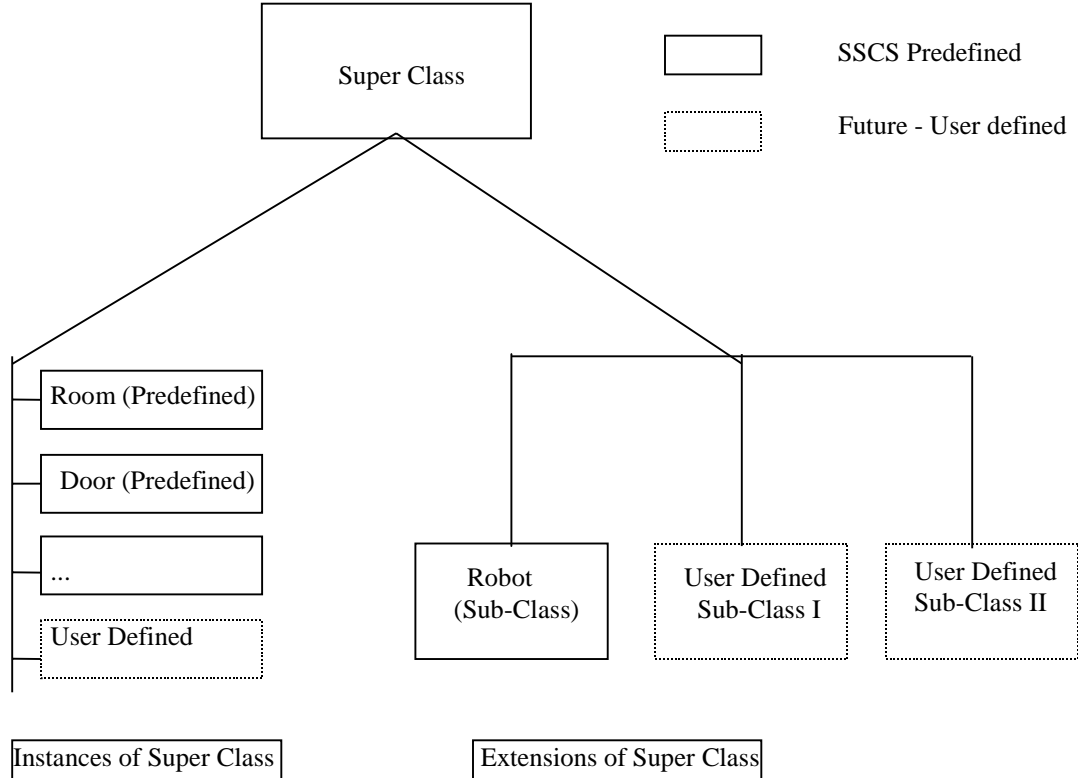 Super Class
SSCS Predefined
Future - User defined
Room (Predefined)
Door (Predefined)
...
User Defined
Robot
(Sub-Class)
User Defined
Sub-Class I
User Defined
Sub-Class II
Instances of Super Class
Extensions of Super Class